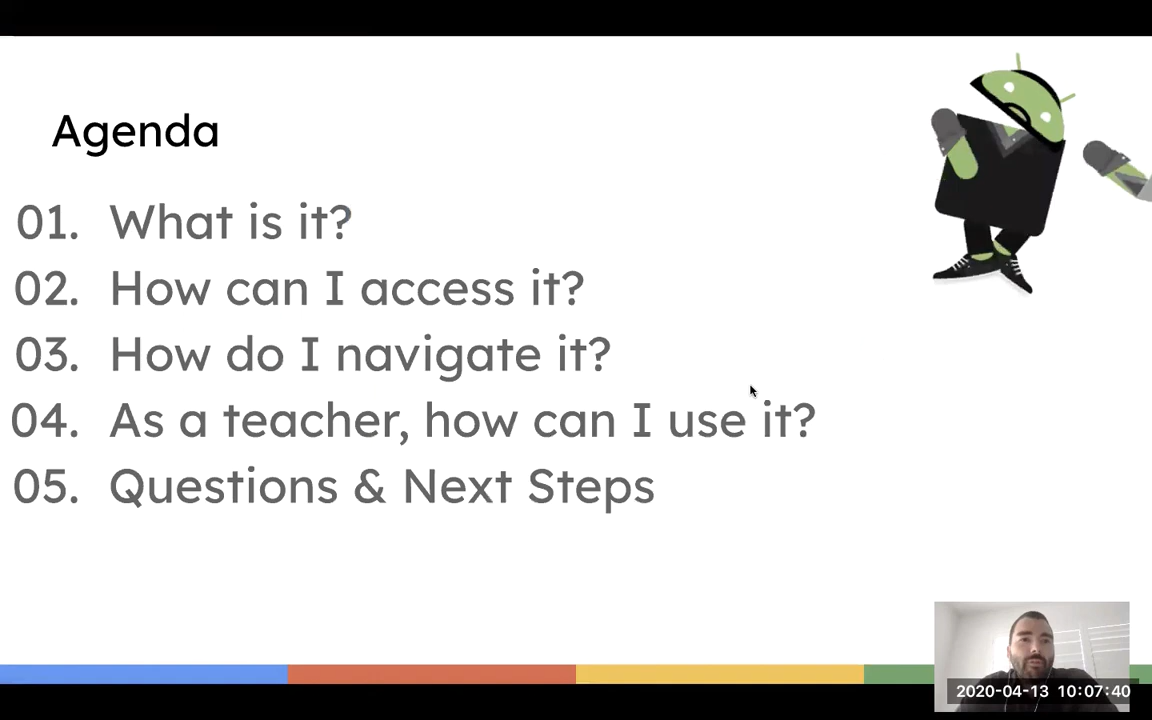 Agenda
01. What is it?
02. How can I access it?
03. How do I navigate it?
04. As a teacher, how can I use it?
05. Questions & Next Steps
2020-04-13 10:07:40